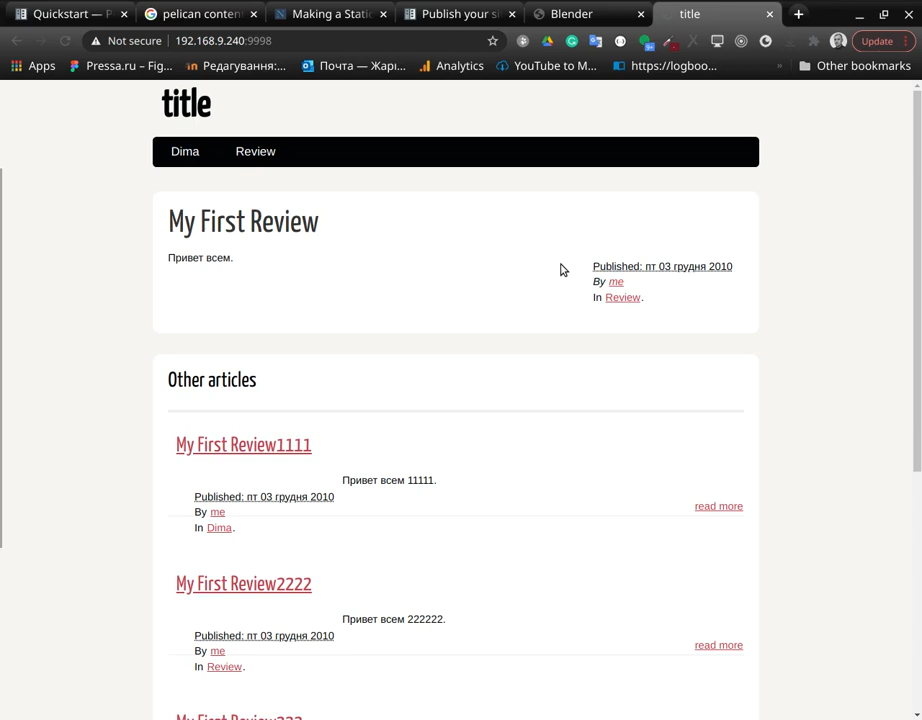 Quickstart — P
pelican conten
Making a Stati
Publish your si
Blender
title
Not secure
192.168.9.240:9998
Update
Apps
Pressa.ru – Fig...
Редагування:...
Почта — Жарі...
Analytics
YouTube to M...
https://logboo...
»
Other bookmarks
title
Dima Review
My First Review
Привет всем.
Published: пт 03 грудня 2010
By me
In Review.
Other articles
My First Review1111
Привет всем 11111.
Published: пт 03 грудня 2010
By me
In Dima.
read more
My First Review2222
Привет всем 222222.
Published: пт 03 грудня 2010
By me
In Review.
read more